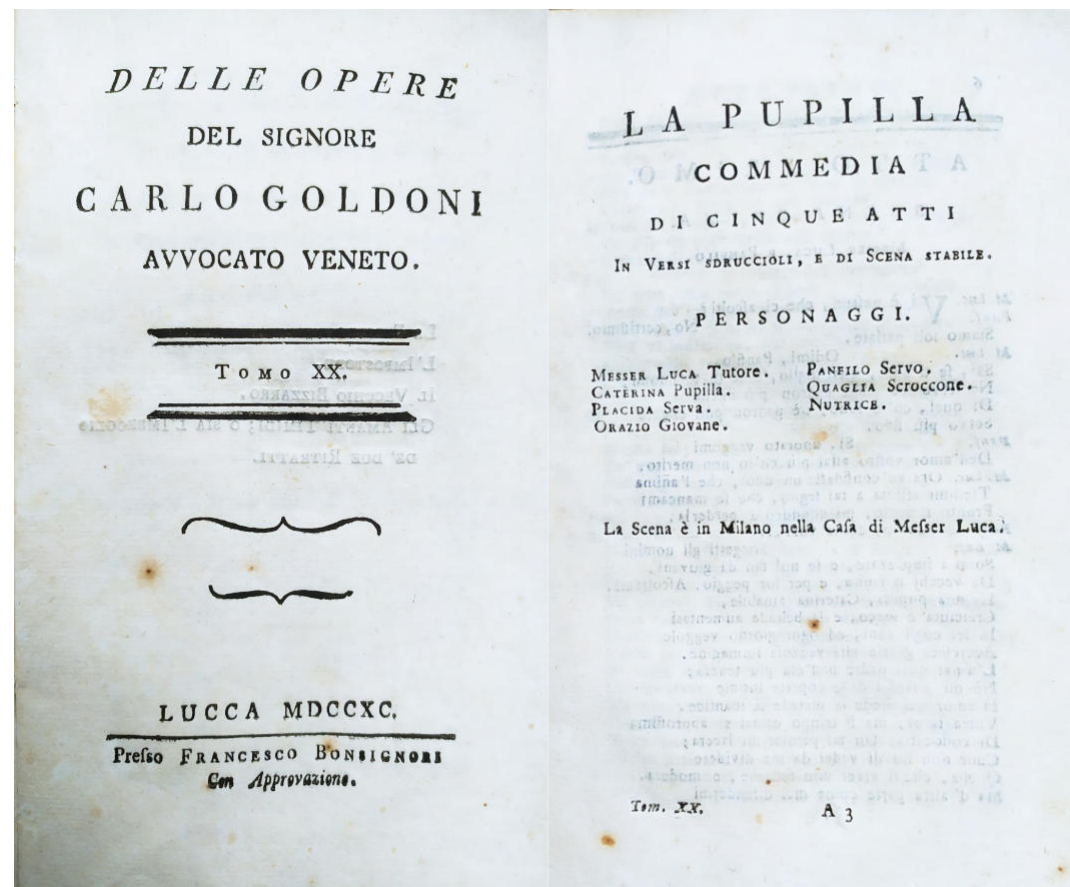 DELLE OPERE
DEL SIGNORE
CARLO GOLDONI
AVVOCATO VENETO.
TOMO XX.
LUCCA MDCCXC.
Preſſo FRANCESCO BONSIGNORI
Con Approvazione.
LA PUPILLA
COMMEDIA
DI CINQUE ATTI
IN VERSI SDRUCCIOLI, E DI SCENA STABILE.
PERSONAGGI.
MESSER LUCA Tutore.
CATERINA Pupilla.
PLACIDA Serva.
ORAZIO Giovane.
PANFILO Servo.
QUAGLIA Scroccone.
NUTRICE.
La Scena è in Milano nella Caſa di Meſser Luca.
Tom. XX.
A 3